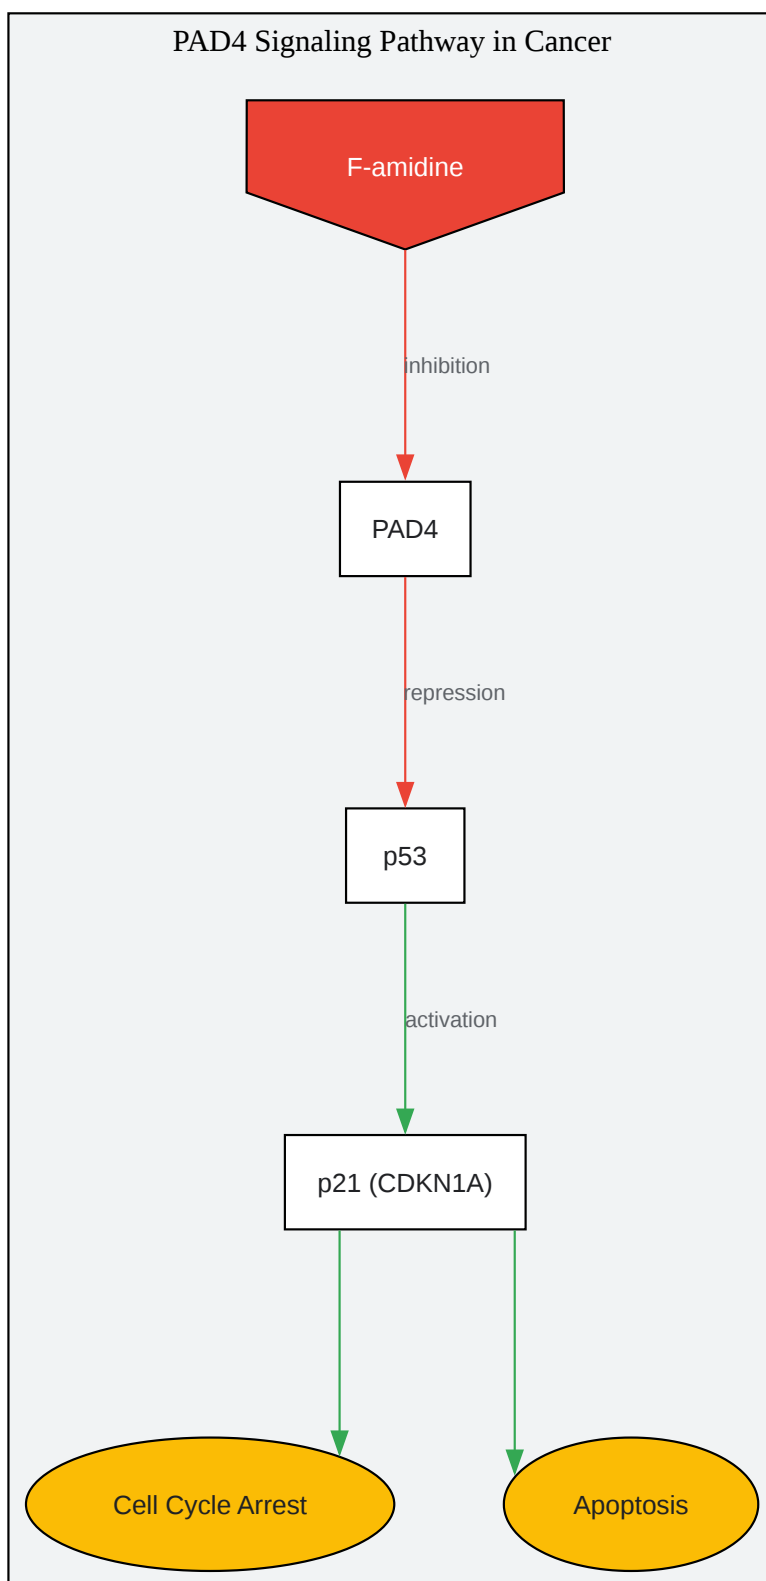 PAD4 Signaling Pathway in Cancer
F-amidine
inhibition
PAD4
repression
p53
activation
p21 (CDKN1A)
Cell Cycle Arrest
Apoptosis